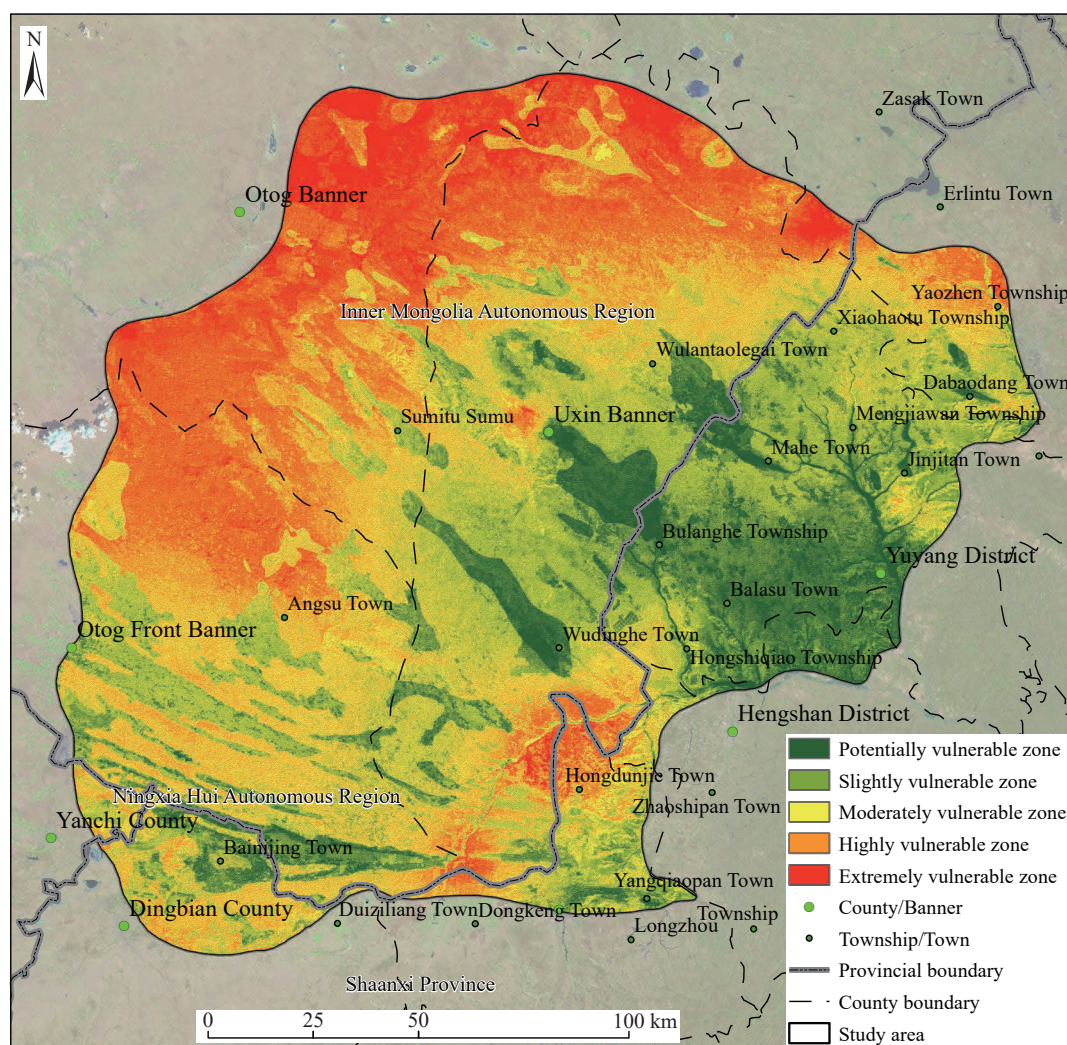 N
Zasak Town
Otog Banner
Erlintu Town
Inner Mongolia Autonomous Region
Yaozhen Township
Xiaohaotu Township
Wulantaolegai Town
Dabaodang Town
Sumitu Sumu
Uxin Banner
Mengjiawan Township
Mahe Town
Jinjitan Town
Bulanghe Township
Yuyang District
Angsu Town
Balasu Town
Otog Front Banner
Wudinghe Town
Hongshiqiao Township
Hengshan District
Hongdunjie Town
Zhaoshipan Town
Ningxia Hui Autonomous Region
Yanchi County
Bainijing Town
Yangqiaopan Town
Dingbian County
Duiziliang Town
Dongkeng Town
Township
Longzhou
Shaanxi Province
0 25 50 100 km
Potentially vulnerable zone
Slightly vulnerable zone
Moderately vulnerable zone
Highly vulnerable zone
Extremely vulnerable zone
County/Banner
Township/Town
Provincial boundary
County boundary
Study area